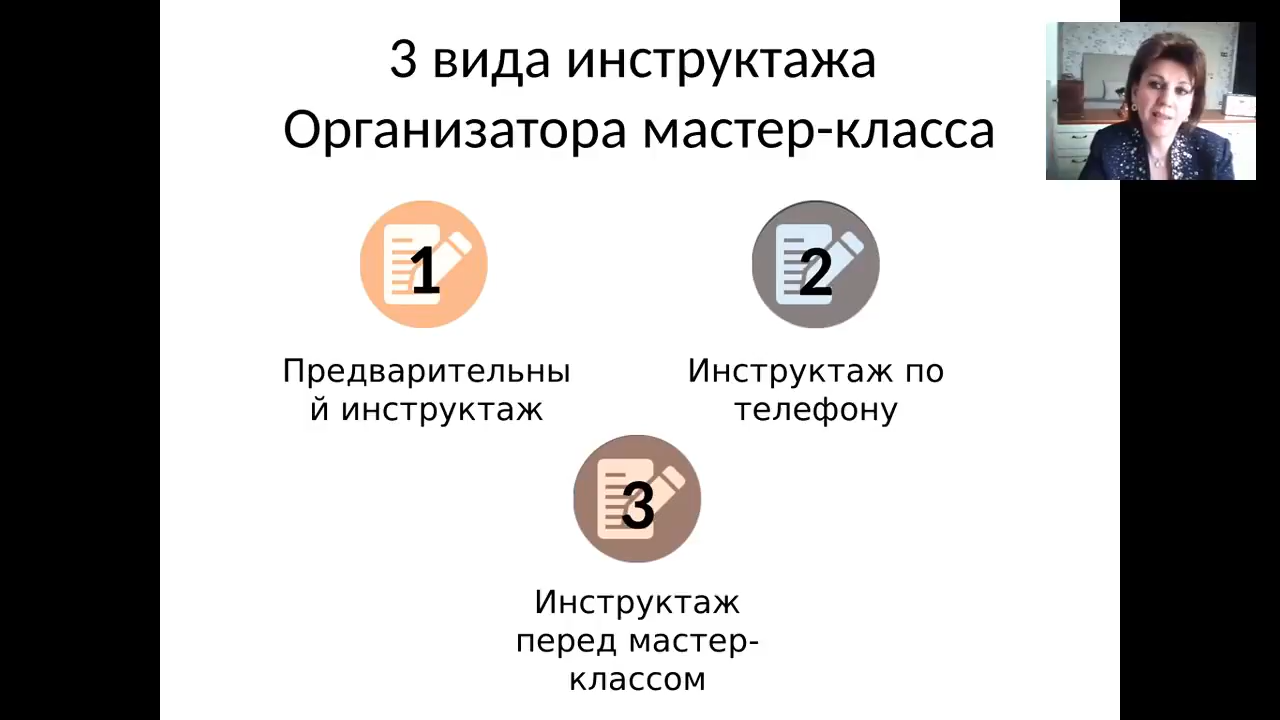 3 вида инструктажа
Организатора мастер-класса
1
2
Предварительны
й инструктаж
Инструктаж по
телефону
3
Инструктаж
перед мастер-
классом